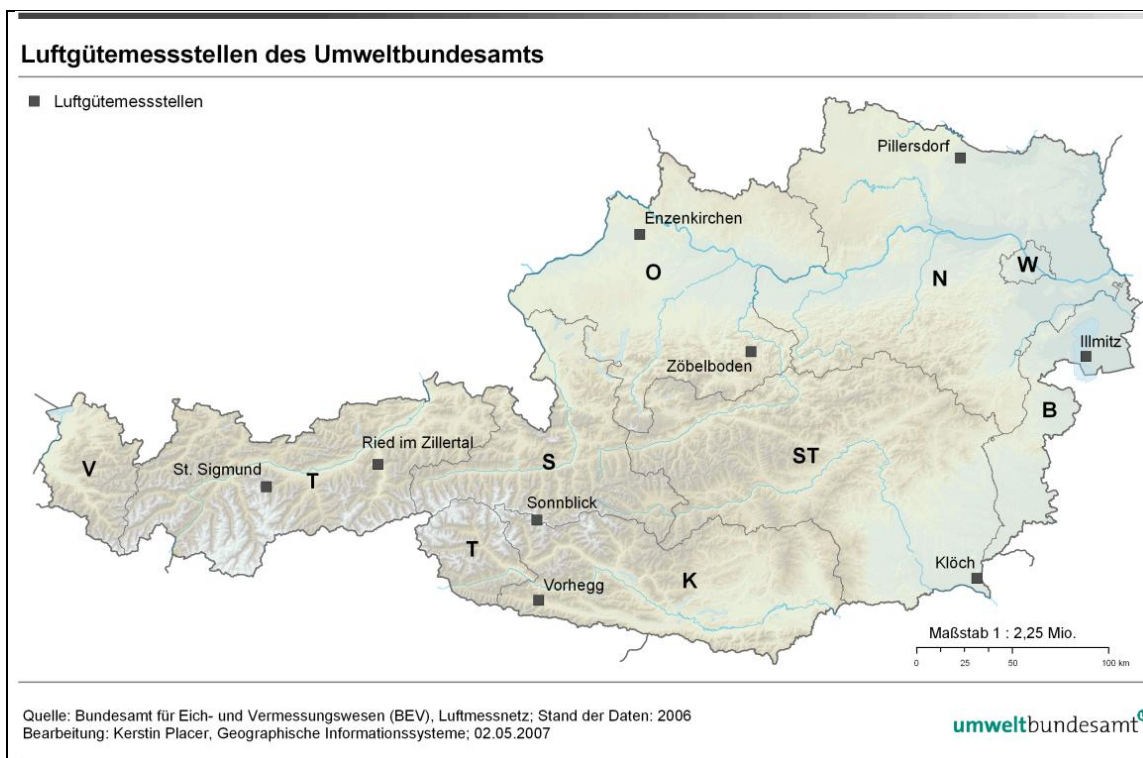 Luftgütemessstellen des Umweltbundesamts
Luftgütemessstellen
Pillersdorf
Enzenkirchen
O
N
W
Illmitz
Zöbelboden
B
Ried im Zillertal
V
St. Sigmund
T
S
ST
Sonnblick
T
K
Klöch
Vorhegg
Maßstab 1 : 2,25 Mio.
0 25 50 100 km
Quelle: Bundesamt für Eich- und Vermessungswesen (BEV), Luftmessnetz; Stand der Daten: 2006
Bearbeitung: Kerstin Placer, Geographische Informationssysteme; 02.05.2007
umweltbundesamt